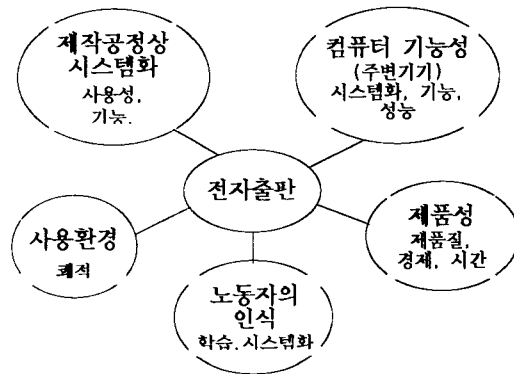 제작공정상
시스템화
사용성,
기능.
컴퓨터 기능성
(주변기기)
시스템화, 기능,
성능
전자출판
사용환경
쾌적
제품성
제품질,
경제, 시간
노동자의
인식
학습.시스템화